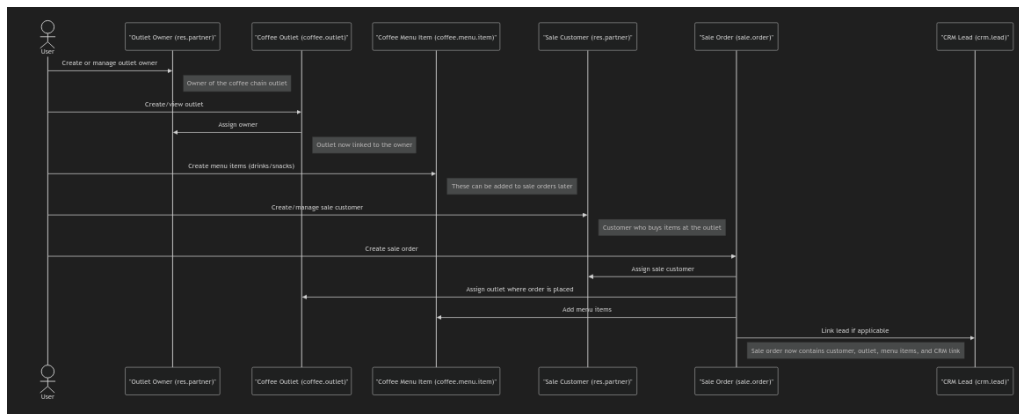 "Outlet Owner (res.partner)" "Coffee Outlet (coffee.outlet)" "Coffee Menu Item (coffee.menu.item)" "Sale Customer (res.partner)" "Sale Order (sale.order)" "CRM Lead (crm.lead)"
User
Create or manage outlet owner
Owner of the coffee chain outlet
Create/view outlet
Assign owner
Outlet now linked to the owner
Create menu items (drinks/snacks)
These can be added to sale orders later
Create/manage sale customer
Customer who buys items at the outlet
Create sale order
Assign sale customer
Assign outlet where order is placed
Add menu items
Link lead if applicable
Sale order now contains customer, outlet, menu items, and CRM link
"Outlet Owner (res.partner)" "Coffee Outlet (coffee.outlet)" "Coffee Menu Item (coffee.menu.item)" "Sale Customer (res.partner)" "Sale Order (sale.order)" "CRM Lead (crm.lead)"
User